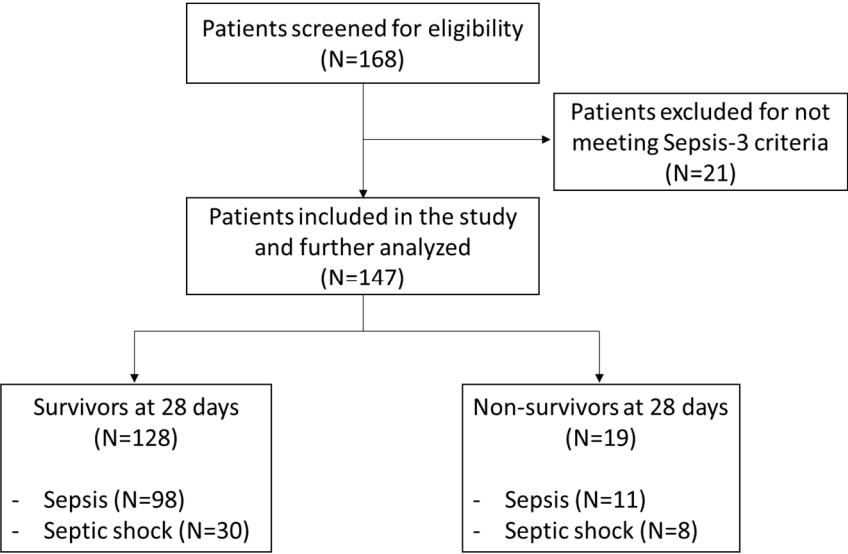 Patients screened for eligibility
(N=168)
Patients excluded for not
meeting Sepsis-3 criteria
(N=21)
Patients included in the study
and further analyzed
(N=147)
Survivors at 28 days
(N=128)
- Sepsis (N=98)
- Septic shock (N=30)
Non-survivors at 28 days
(N=19)
- Sepsis (N=11)
- Septic shock (N=8)